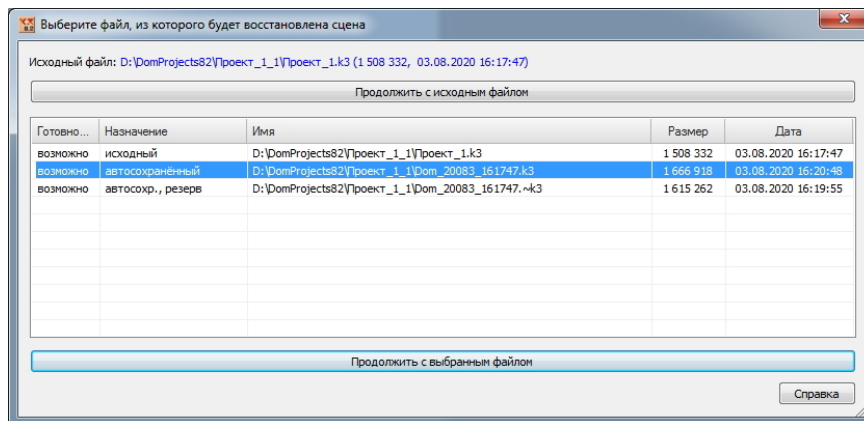 Выберите файл, из которого будет восстановлена сцена
Исходный файл: D:\DomProjects82\Проект_1_1\Проект_1.k3 (1 508 332, 03.08.2020 16:17:47)
Продолжить с исходным файлом
Готовно... Назначение Имя Размер Дата
возможно исходный D:\DomProjects82\Проект_1_1\Проект_1.k3 1 508 332 03.08.2020 16:17:47
возможно автосохранённый D:\DomProjects82\Проект_1_1\Dom_20083_161747.k3 1 666 918 03.08.2020 16:20:48
возможно автосохр., резерв D:\DomProjects82\Проект_1_1\Dom_20083_161747.~k3 1 615 262 03.08.2020 16:19:55
Продолжить с выбранным файлом
Справка